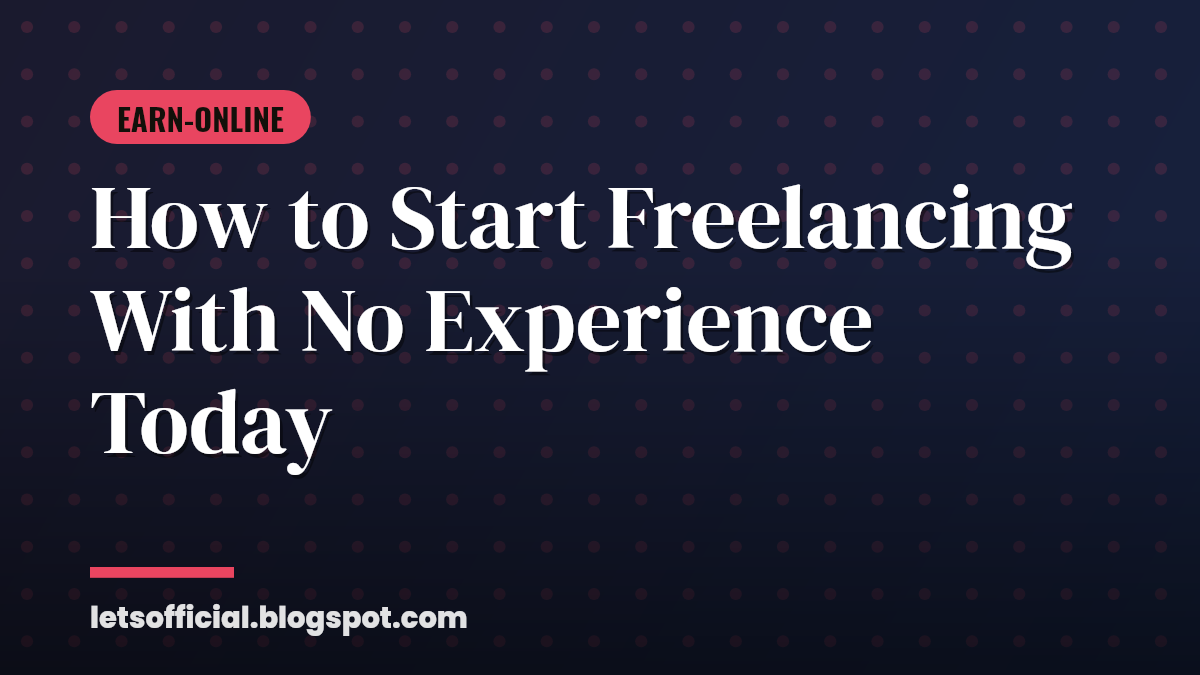 EARN-ONLINE
How to Start Freelancing
With No Experience
Today
letsofficial.blogspot.com